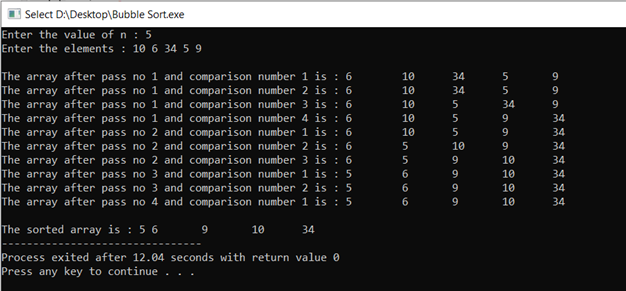 Select D:\Desktop\Bubble Sort.exe
Enter the value of n : 5
Enter the elements : 10 6 34 5 9
The array after pass no 1 and comparison number 1 is : 6 10 34 5 9
The array after pass no 1 and comparison number 2 is : 6 10 34 5 9
The array after pass no 1 and comparison number 3 is : 6 10 5 34 9
The array after pass no 1 and comparison number 4 is : 6 10 5 9 34
The array after pass no 2 and comparison number 1 is : 6 10 5 9 34
The array after pass no 2 and comparison number 2 is : 6 5 10 9 34
The array after pass no 2 and comparison number 3 is : 6 5 9 10 34
The array after pass no 3 and comparison number 1 is : 5 6 9 10 34
The array after pass no 3 and comparison number 2 is : 5 6 9 10 34
The array after pass no 4 and comparison number 1 is : 5 6 9 10 34
The sorted array is : 5 6 9 10 34
--------------------------------
Process exited after 12.04 seconds with return value 0
Press any key to continue . . .